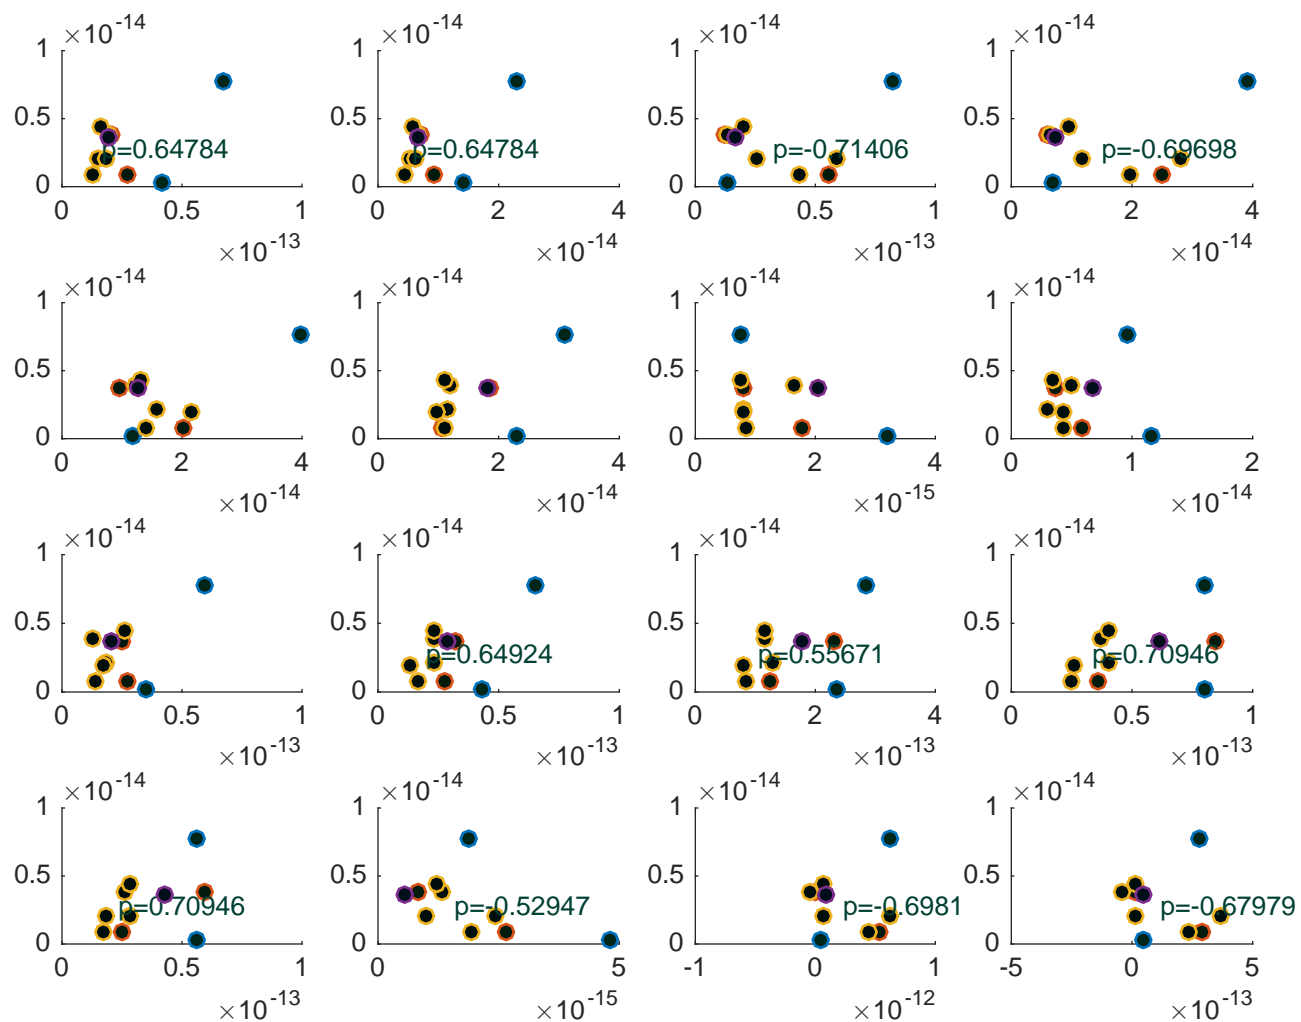 ×10-14 ×10-14 ×10-14 ×10-14
1 1 1 1
0.5 0.5 0.5 0.5
p=0.64784 p=0.64784 p=-0.71406 p=-0.69698
0 0 0 0
0 0.5 1 0 2 4 0 0.5 1 0 2 4
×10-13 ×10-14 ×10-13 ×10-14
×10-14 ×10-14 ×10-14 ×10-14
1 1 1 1
0.5 0.5 0.5 0.5
0 0 0 0
0 2 4 0 2 4 0 2 4 0 1 2
×10-14 ×10-14 ×10-15 ×10-14
×10-14 ×10-14 ×10-14 ×10-14
1 1 1 1
0.5 0.5 0.5 0.5
p=0.64924 p=0.55671 p=0.70946
0 0 0 0
0 0.5 1 0 0.5 1 0 2 4 0 0.5 1
×10-13 ×10-13 ×10-13 ×10-13
×10-14 ×10-14 ×10-14 ×10-14
1 1 1 1
0.5 0.5 0.5 0.5
p=0.70946 p=-0.52947 p=-0.6981 p=-0.67979
0 0 0 0
0 0.5 1 0 5 -1 0 1 -5 0 5
×10-13 ×10-15 ×10-12 ×10-13